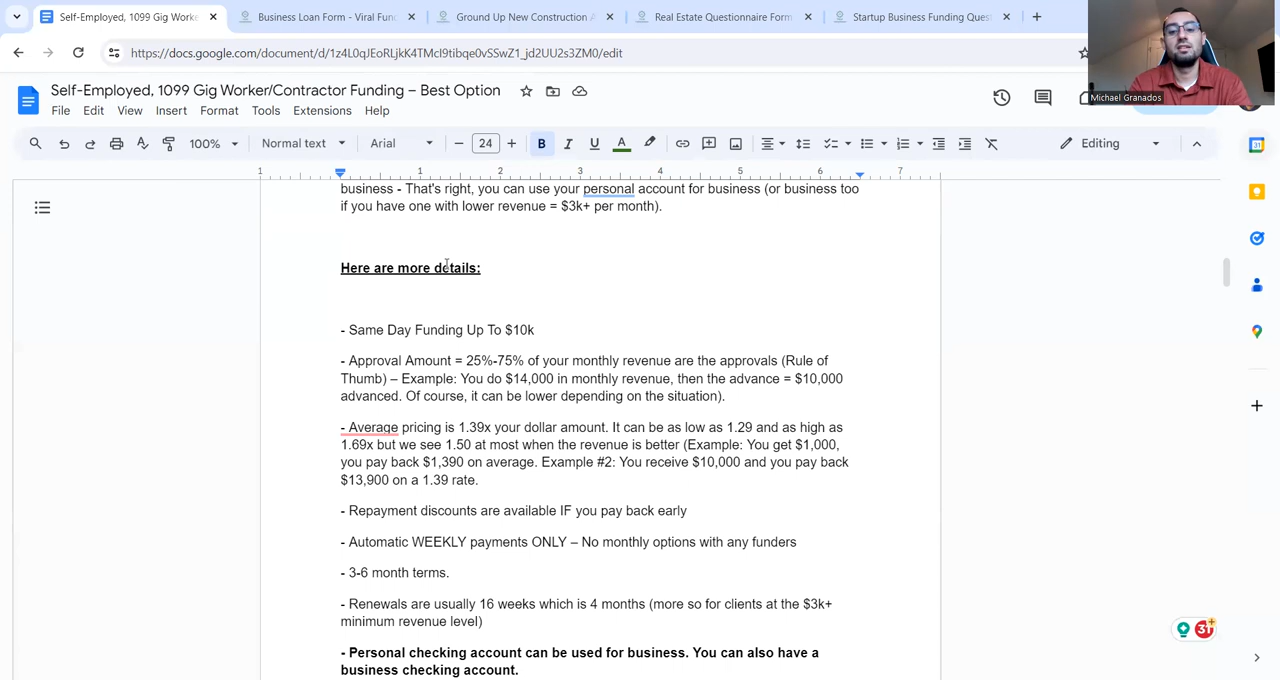 Self-Employed, 1099 Gig Worke
Business Loan Form - Viral Fun
Ground Up New Construction A
Real Estate Questionnaire Form
Startup Business Funding Ques
https://docs.google.com/document/d/1z4L0qJEoRLjkK4TMcI9tibqe0vSSwZ1_jd2UU2s3ZM0/edit
Michael Granados
Self-Employed, 1099 Gig Worker/Contractor Funding – Best Option
File Edit View Insert Format Tools Extensions Help
100% Normal text Arial 24 B I U A Editing
1 1 2 3 4 5 6 7
business - That's right, you can use your personal account for business (or business too
if you have one with lower revenue = $3k+ per month).
Here are more details:
- Same Day Funding Up To $10k
- Approval Amount = 25%-75% of your monthly revenue are the approvals (Rule of
Thumb) – Example: You do $14,000 in monthly revenue, then the advance = $10,000
advanced. Of course, it can be lower depending on the situation).
- Average pricing is 1.39x your dollar amount. It can be as low as 1.29 and as high as
1.69x but we see 1.50 at most when the revenue is better (Example: You get $1,000,
you pay back $1,390 on average. Example #2: You receive $10,000 and you pay back
$13,900 on a 1.39 rate.
- Repayment discounts are available IF you pay back early
- Automatic WEEKLY payments ONLY – No monthly options with any funders
- 3-6 month terms.
- Renewals are usually 16 weeks which is 4 months (more so for clients at the $3k+
minimum revenue level)
- Personal checking account can be used for business. You can also have a
business checking account.
31
31